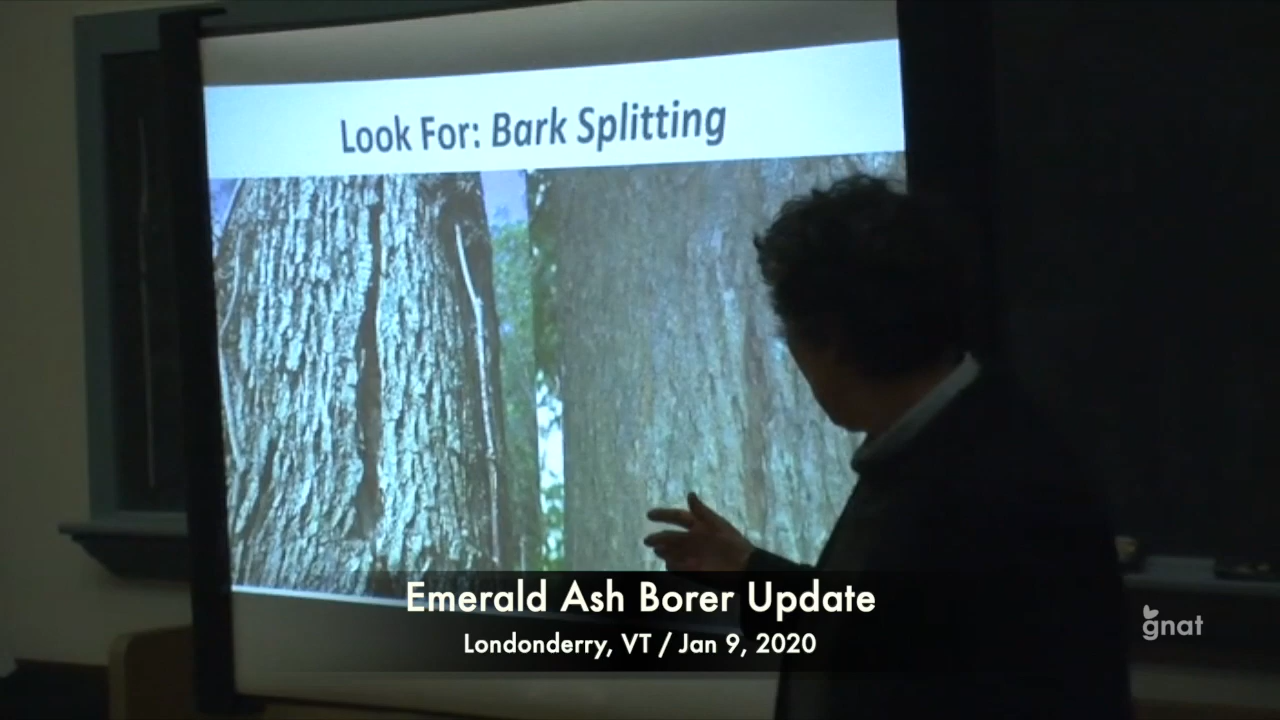 Look For: Bark Splitting
Emerald Ash Borer Update
Londonderry, VT / Jan 9, 2020
gnat